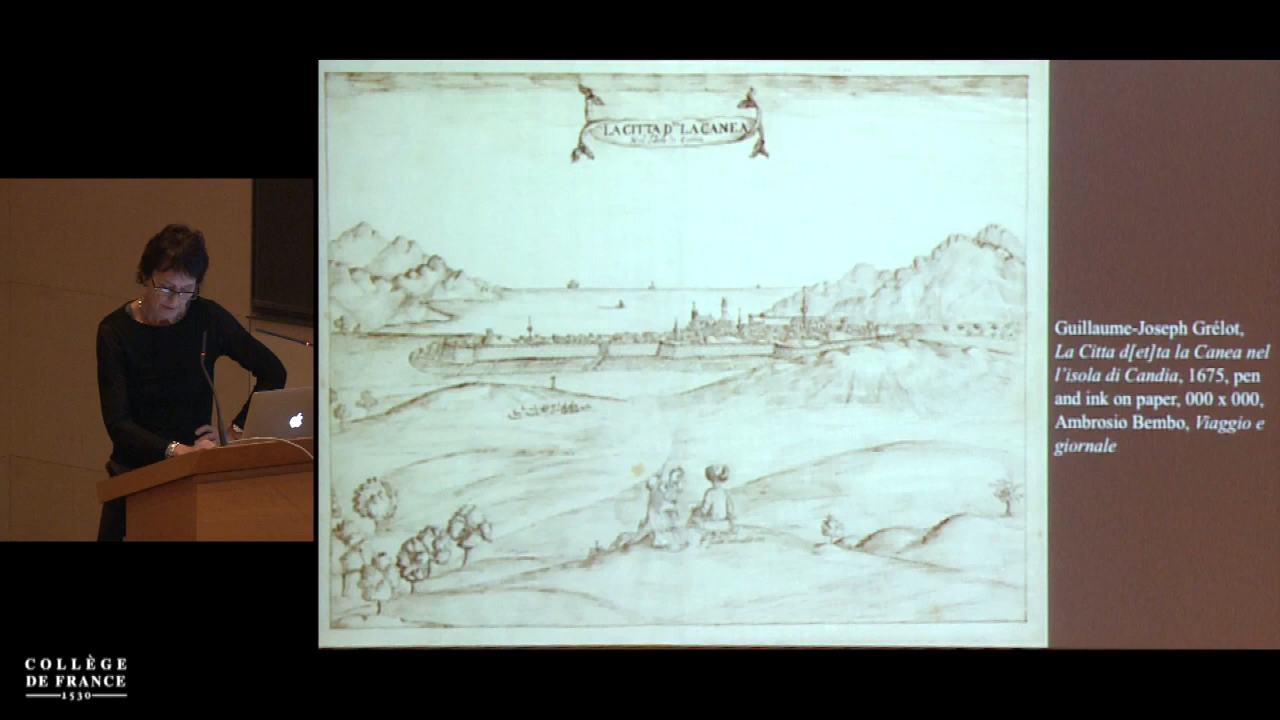 LA CITTA D.TA LA CANEA
Guillaume-Joseph Grélot,
La Citta d[et]ta la Canea nel
l'isola di Candia, 1675, pen
and ink on paper, 000 x 000,
Ambrosio Bembo, Viaggio e
giornale
COLLÈGE
DE FRANCE
1530